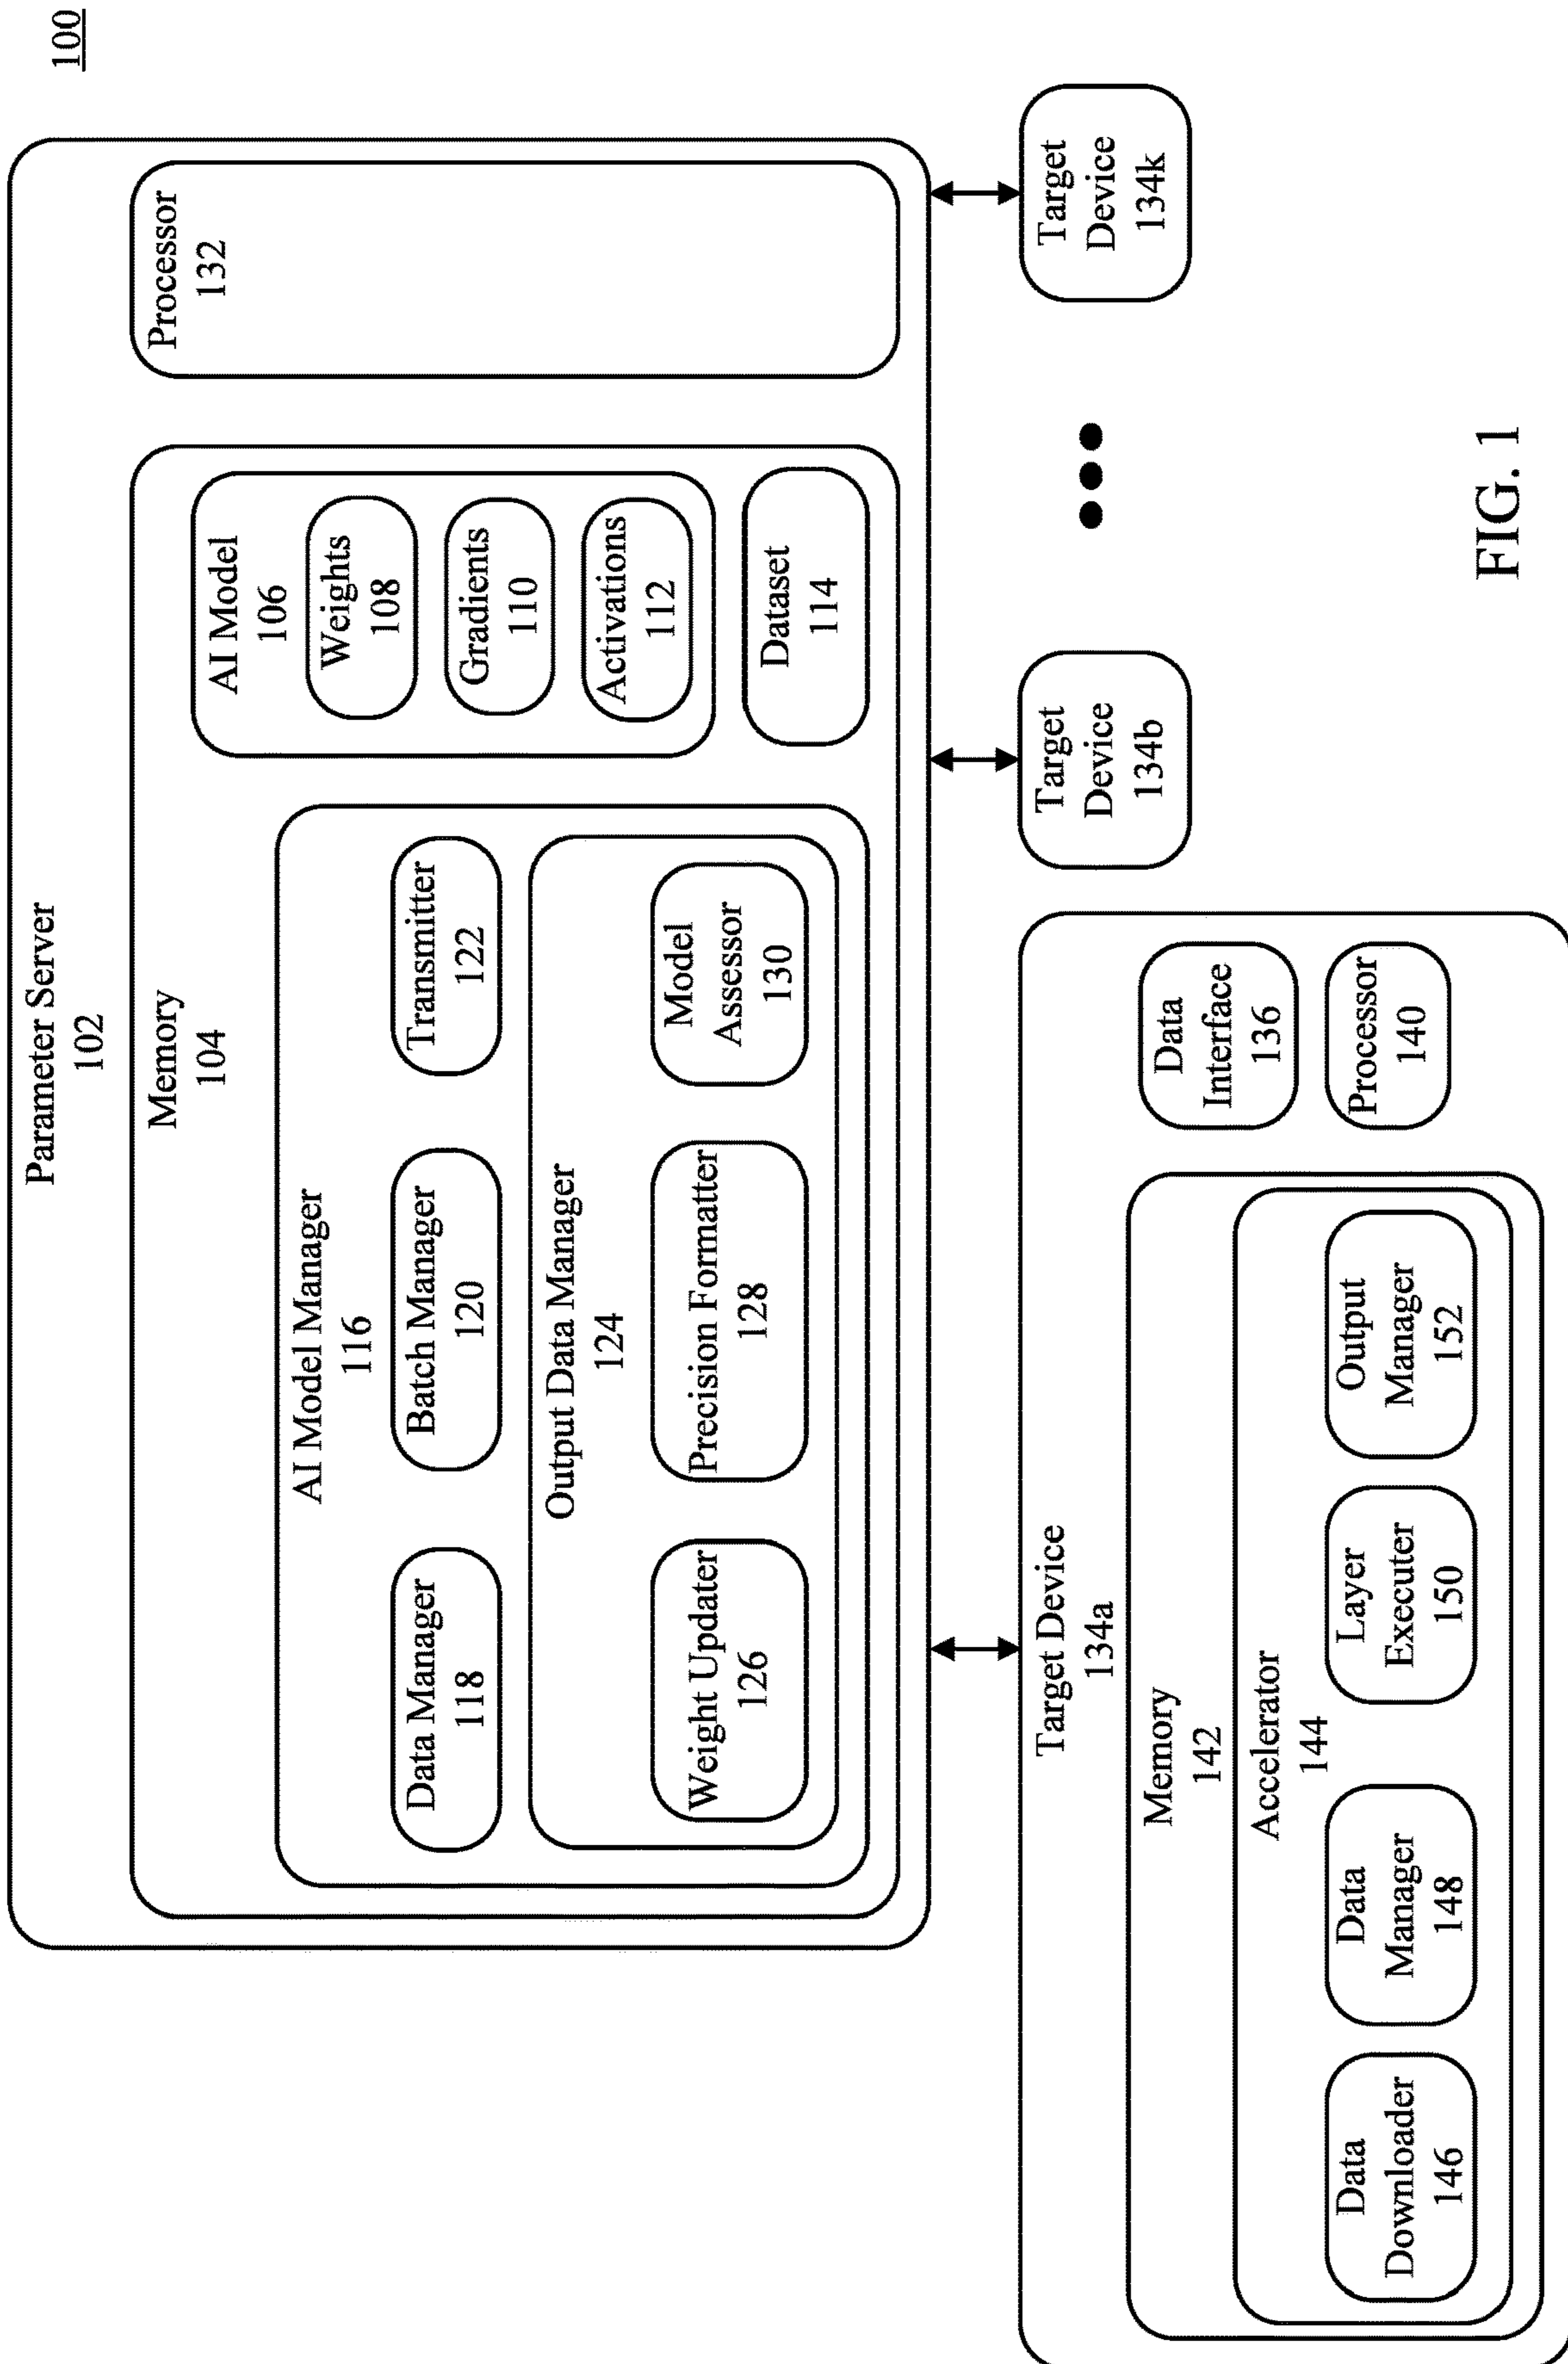 100
Parameter Server
102
Memory
104
AI Model Manager
116
Data Manager
118
Batch Manager
120
Transmitter
122
Output Data Manager
124
Weight Updater
126
Precision Formatter
128
Model
Assessor
130
AI Model
106
Weights
108
Gradients
110
Activations
112
Dataset
114
Processor
132
Target Device
134a
Memory
142
Accelerator
144
Data
Downloader
146
Data
Manager
148
Layer
Executer
150
Output
Manager
152
Data
Interface
136
Processor
140
Target
Device
134b
Target
Device
134k
FIG. 1